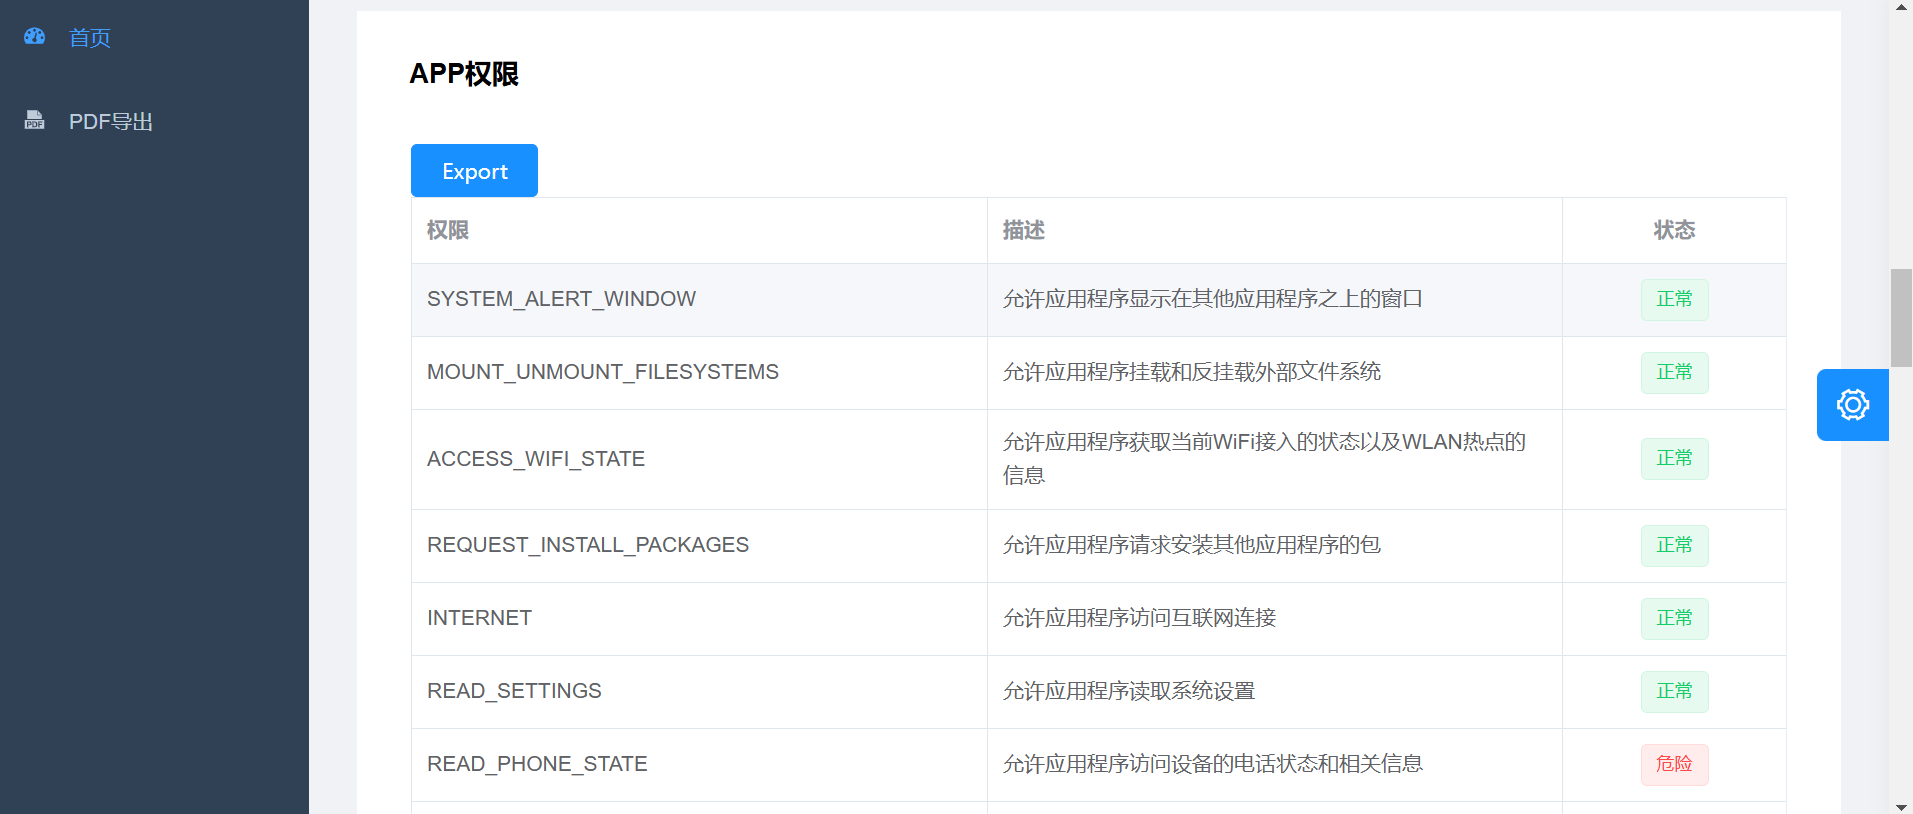 首页
PDF导出
APP权限
Export
权限 描述 状态
SYSTEM_ALERT_WINDOW 允许应用程序显示在其他应用程序之上的窗口 正常
MOUNT_UNMOUNT_FILESYSTEMS 允许应用程序挂载和反挂载外部文件系统 正常
ACCESS_WIFI_STATE 允许应用程序获取当前WiFi接入的状态以及WLAN热点的 正常
信息
REQUEST_INSTALL_PACKAGES 允许应用程序请求安装其他应用程序的包 正常
INTERNET 允许应用程序访问互联网连接 正常
READ_SETTINGS 允许应用程序读取系统设置 正常
READ_PHONE_STATE 允许应用程序访问设备的电话状态和相关信息 危险